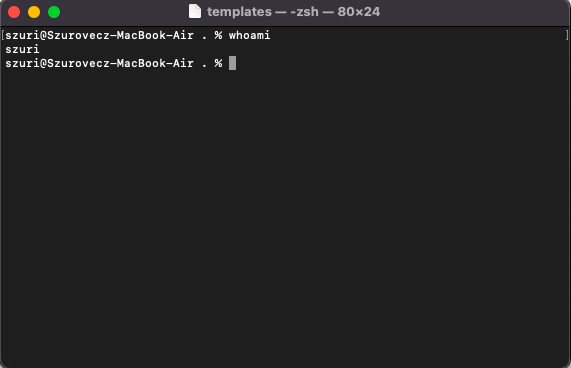 templates — -zsh — 80×24
[szuri@Szurovecz-MacBook-Air . % whoami ]
szuri
szuri@Szurovecz-MacBook-Air . %